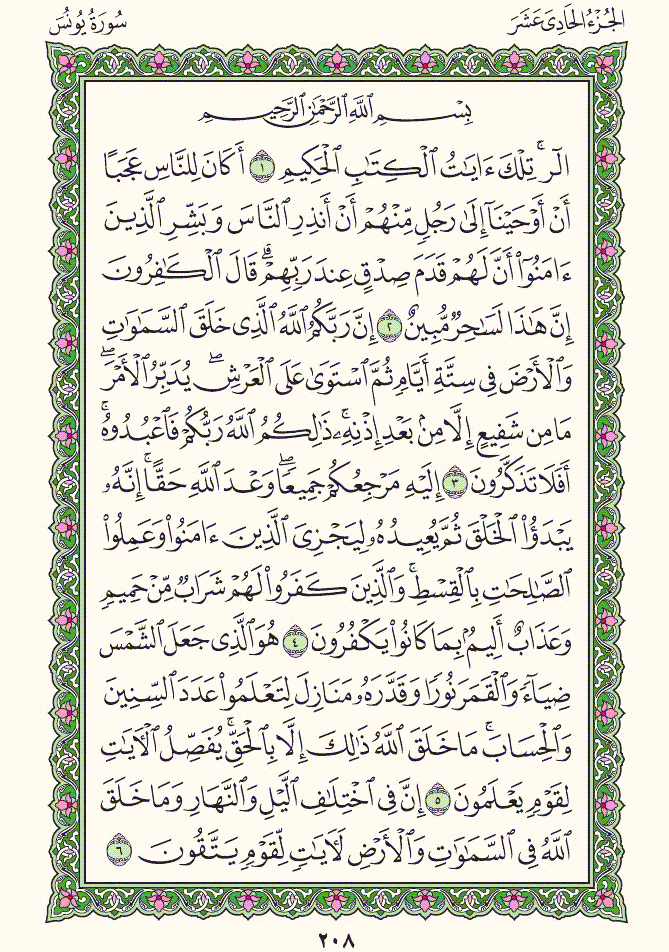 الجُزْءُ الحَادِى عَشَرَ
سُورَةُ يُونُسَ
بِسْمِ اللَّهِ الرَّحْمَٰنِ الرَّحِيمِ
الٓر ۚ تِلْكَ ءَايَٰتُ ٱلْكِتَٰبِ ٱلْحَكِيمِ ١ أَكَانَ لِلنَّاسِ عَجَبًا
أَنْ أَوْحَيْنَآ إِلَىٰ رَجُلٍ مِّنْهُمْ أَنْ أَنذِرِ ٱلنَّاسَ وَبَشِّرِ ٱلَّذِينَ
ءَامَنُوٓا۟ أَنَّ لَهُمْ قَدَمَ صِدْقٍ عِندَ رَبِّهِمْ ۗ قَالَ ٱلْكَٰفِرُونَ
إِنَّ هَٰذَا لَسَٰحِرٌ مُّبِينٌ ٢ إِنَّ رَبَّكُمُ ٱللَّهُ ٱلَّذِى خَلَقَ ٱلسَّمَٰوَٰتِ
وَٱلْأَرْضَ فِى سِتَّةِ أَيَّامٍ ثُمَّ ٱسْتَوَىٰ عَلَى ٱلْعَرْشِ ۖ يُدَبِّرُ ٱلْأَمْرَ ۖ
مَا مِن شَفِيعٍ إِلَّا مِنۢ بَعْدِ إِذْنِهِۦ ۚ ذَٰلِكُمُ ٱللَّهُ رَبُّكُمْ فَٱعْبُدُوهُ ۚ
أَفَلَا تَذَكَّرُونَ ٣ إِلَيْهِ مَرْجِعُكُمْ جَمِيعًا ۖ وَعْدَ ٱللَّهِ حَقًّا ۚ إِنَّهُۥ
يَبْدَؤُا۟ ٱلْخَلْقَ ثُمَّ يُعِيدُهُۥ لِيَجْزِىَ ٱلَّذِينَ ءَامَنُوا۟ وَعَمِلُوا۟
ٱلصَّٰلِحَٰتِ بِٱلْقِسْطِ ۚ وَٱلَّذِينَ كَفَرُوا۟ لَهُمْ شَرَابٌ مِّنْ حَمِيمٍ
وَعَذَابٌ أَلِيمٌۢ بِمَا كَانُوا۟ يَكْفُرُونَ ٤ هُوَ ٱلَّذِى جَعَلَ ٱلشَّمْسَ
ضِيَآءً وَٱلْقَمَرَ نُورًا وَقَدَّرَهُۥ مَنَازِلَ لِتَعْلَمُوا۟ عَدَدَ ٱلسِّنِينَ
وَٱلْحِسَابَ ۚ مَا خَلَقَ ٱللَّهُ ذَٰلِكَ إِلَّا بِٱلْحَقِّ ۚ يُفَصِّلُ ٱلْءَايَٰتِ
لِقَوْمٍ يَعْلَمُونَ ٥ إِنَّ فِى ٱخْتِلَٰفِ ٱلَّيْلِ وَٱلنَّهَارِ وَمَا خَلَقَ
ٱللَّهُ فِى ٱلسَّمَٰوَٰتِ وَٱلْأَرْضِ لَءَايَٰتٍ لِّقَوْمٍ يَتَّقُونَ ٦
٢٠٨